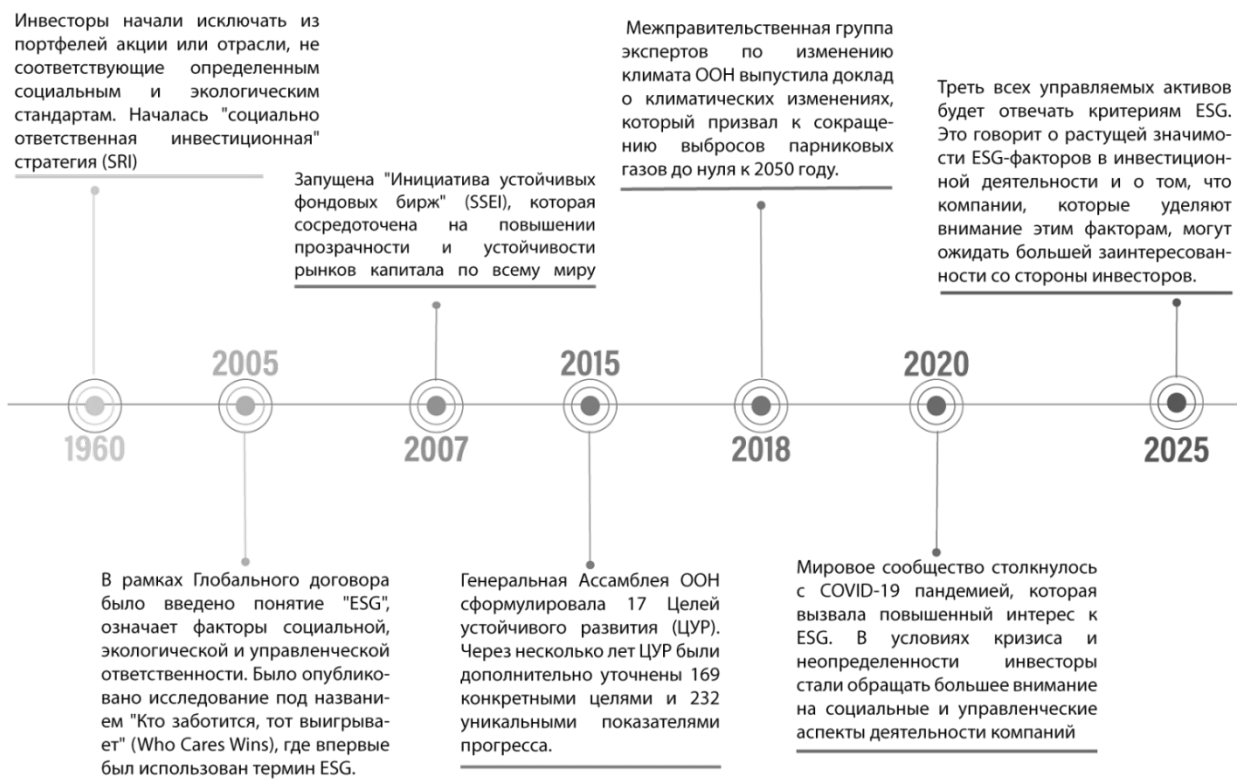 Инвесторы начали исключать из
портфелей акции или отрасли, не
соответствующие определенным
социальным и экологическим
стандартам. Началась "социально
ответственная инвестиционная"
стратегия (SRI)
Запущена "Инициатива устойчивых
фондовых бирж" (SSEI), которая
сосредоточена на повышении
прозрачности и устойчивости
рынков капитала по всему миру
Межправительственная группа
экспертов по изменению
климата ООН выпустила доклад
о климатических изменениях,
который призвал к сокраще-
нию выбросов парниковых
газов до нуля к 2050 году.
Треть всех управляемых активов
будет отвечать критериям ESG.
Это говорит о растущей значимо-
сти ESG-факторов в инвестицион-
ной деятельности и о том, что
компании, которые уделяют
внимание этим факторам, могут
ожидать большей заинтересован-
ности со стороны инвесторов.
1960
2005
2007
2015
2018
2020
2025
В рамках Глобального договора
было введено понятие "ESG",
означает факторы социальной,
экологической и управленческой
ответственности. Было опублико-
вано исследование под названи-
ем "Кто заботится, тот выигрыва-
ет" (Who Cares Wins), где впервые
был использован термин ESG.
Генеральная Ассамблея ООН
сформулировала 17 Целей
устойчивого развития (ЦУР).
Через несколько лет ЦУР были
дополнительно уточнены 169
конкретными целями и 232
уникальными показателями
прогресса.
Мировое сообщество столкнулось
с COVID-19 пандемией, которая
вызвала повышенный интерес к
ESG. В условиях кризиса и
неопределенности инвесторы
стали обращать большее внимание
на социальные и управленческие
аспекты деятельности компаний